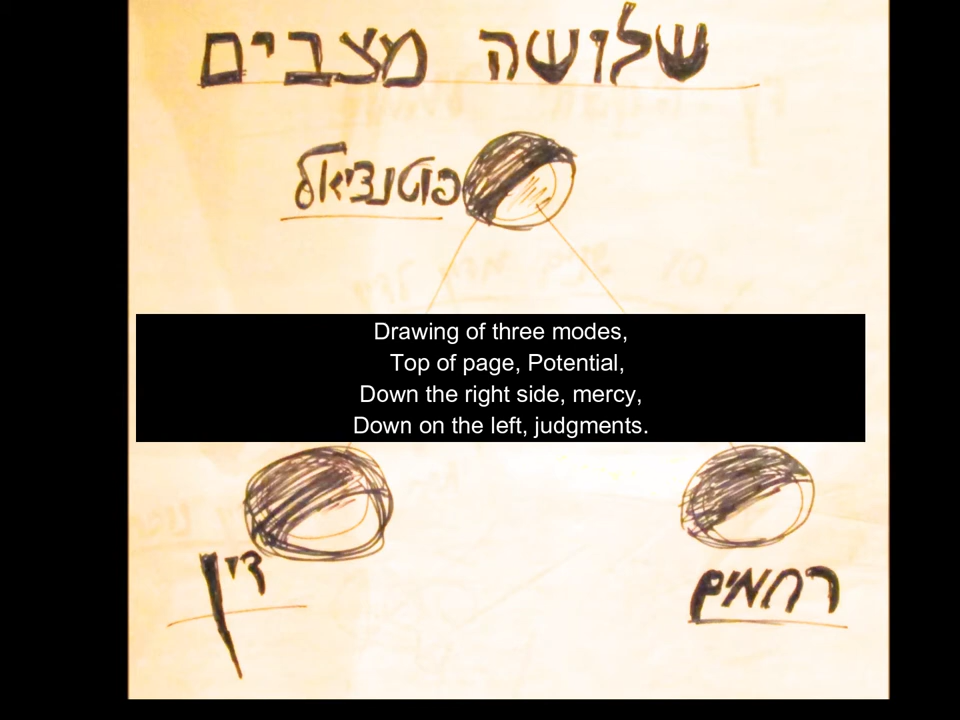 שלושה מצבים
פוטנציאל
Drawing of three modes,
Top of page, Potential,
Down the right side, mercy,
Down on the left, judgments.
דין
רחמים